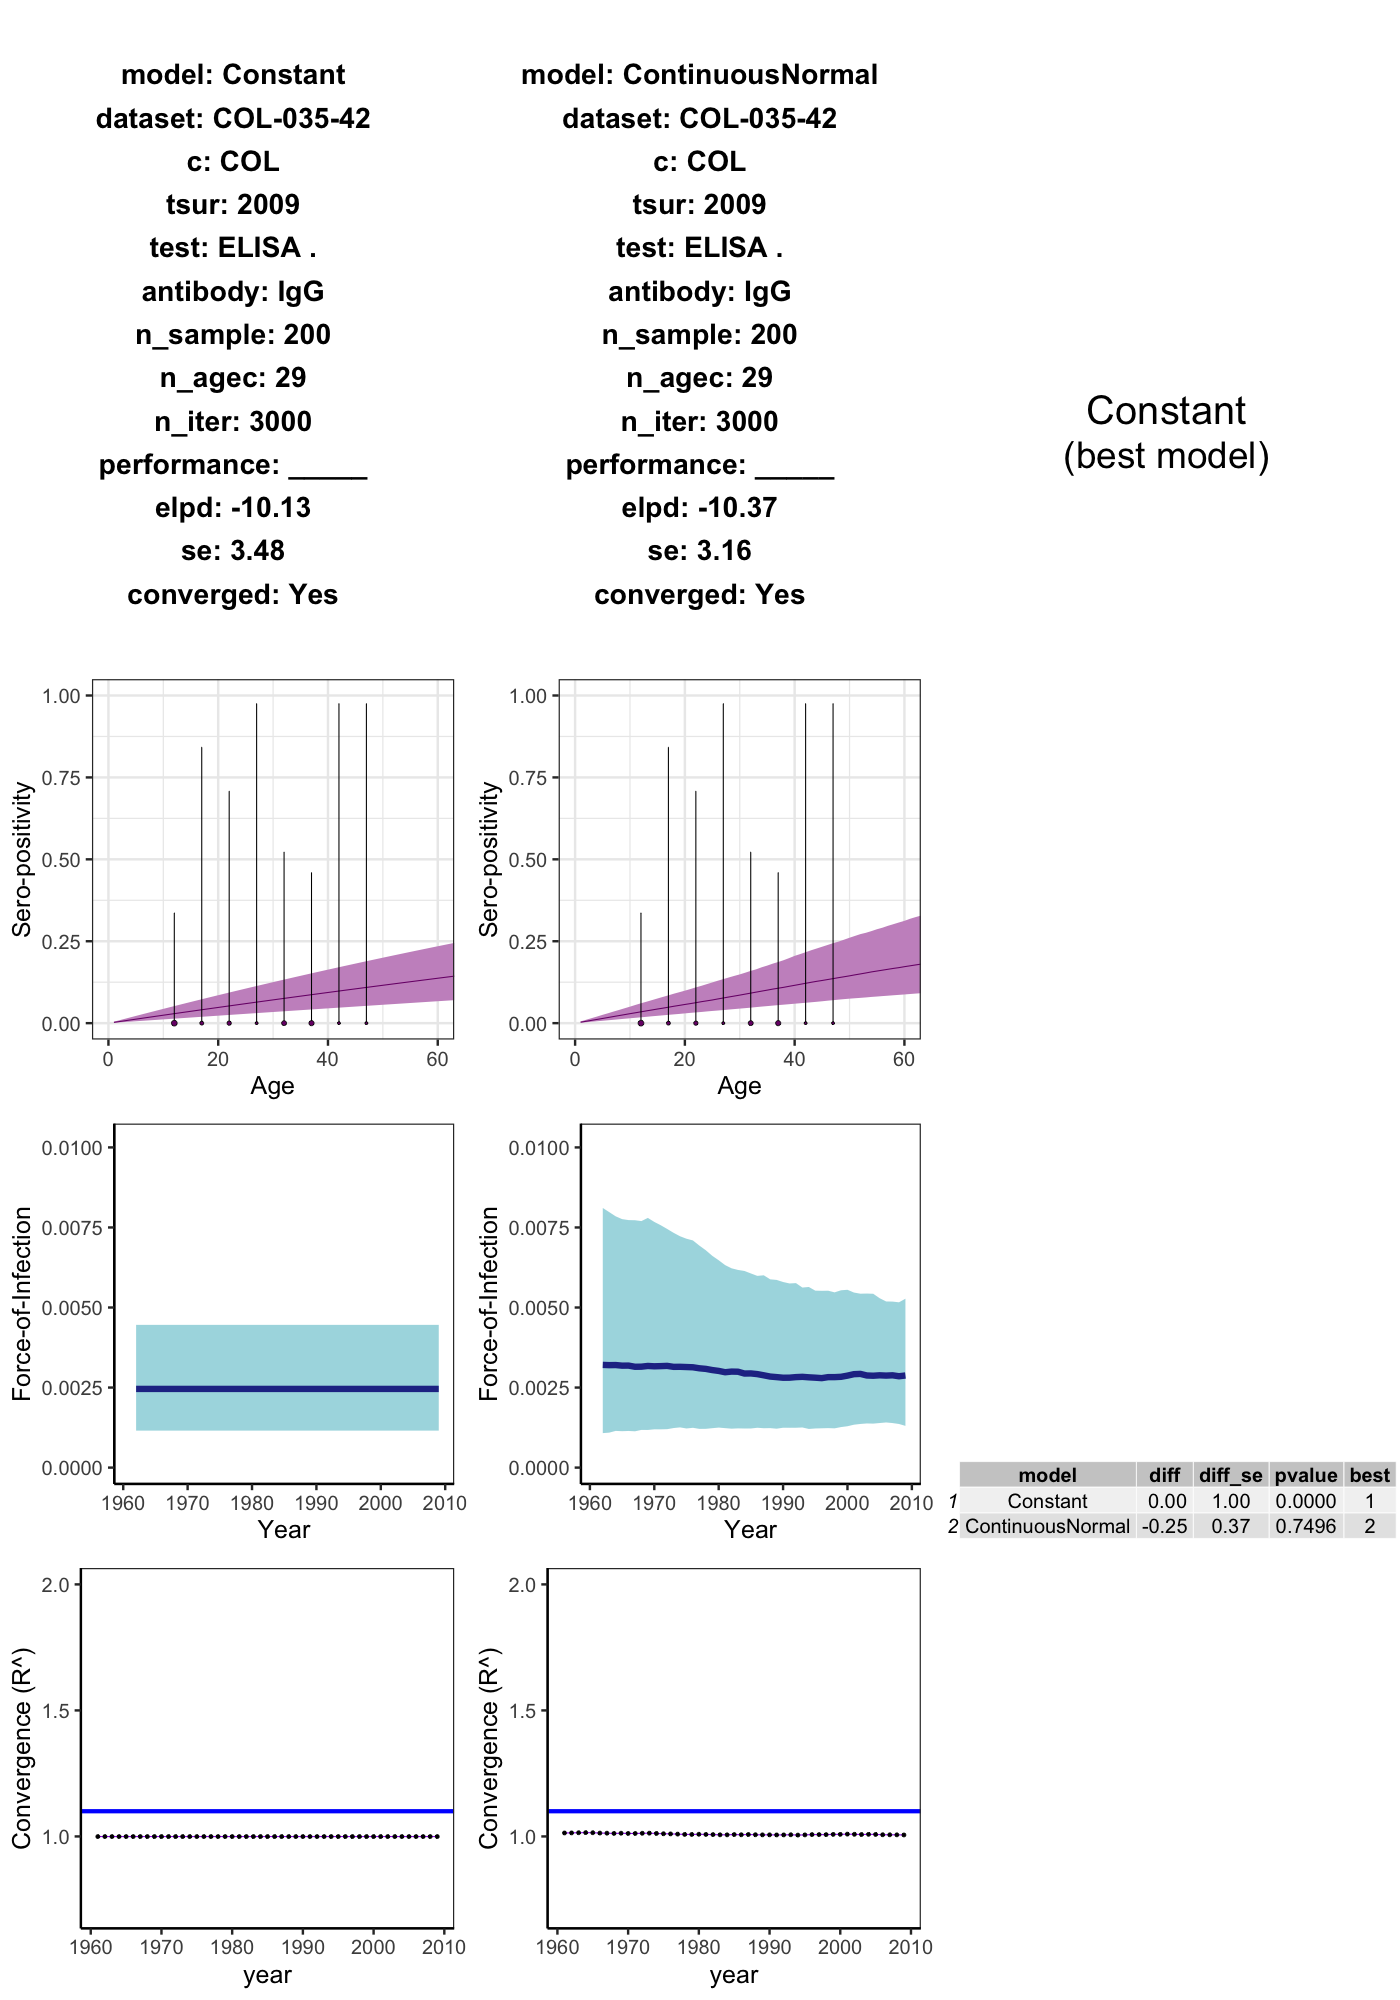 model: Constant
dataset: COL-035-42
c: COL
tsur: 2009
test: ELISA .
antibody: IgG
n_sample: 200
n_agec: 29
n_iter: 3000
performance: _____
elpd: -10.13
se: 3.48
converged: Yes
model: ContinuousNormal
dataset: COL-035-42
c: COL
tsur: 2009
test: ELISA .
antibody: IgG
n_sample: 200
n_agec: 29
n_iter: 3000
performance: _____
elpd: -10.37
se: 3.16
converged: Yes
Constant
(best model)
Sero-positivity
1.00
0.75
0.50
0.25
0.00
0 20 40 60
Age
Sero-positivity
1.00
0.75
0.50
0.25
0.00
0 20 40 60
Age
Force-of-Infection
0.0100
0.0075
0.0050
0.0025
0.0000
1960 1970 1980 1990 2000 2010
Year
Force-of-Infection
0.0100
0.0075
0.0050
0.0025
0.0000
1960 1970 1980 1990 2000 2010
Year
model diff diff_se pvalue best
1 Constant 0.00 1.00 0.0000 1
2 ContinuousNormal -0.25 0.37 0.7496 2
Convergence (R^)
2.0
1.5
1.0
1960 1970 1980 1990 2000 2010
year
Convergence (R^)
2.0
1.5
1.0
1960 1970 1980 1990 2000 2010
year